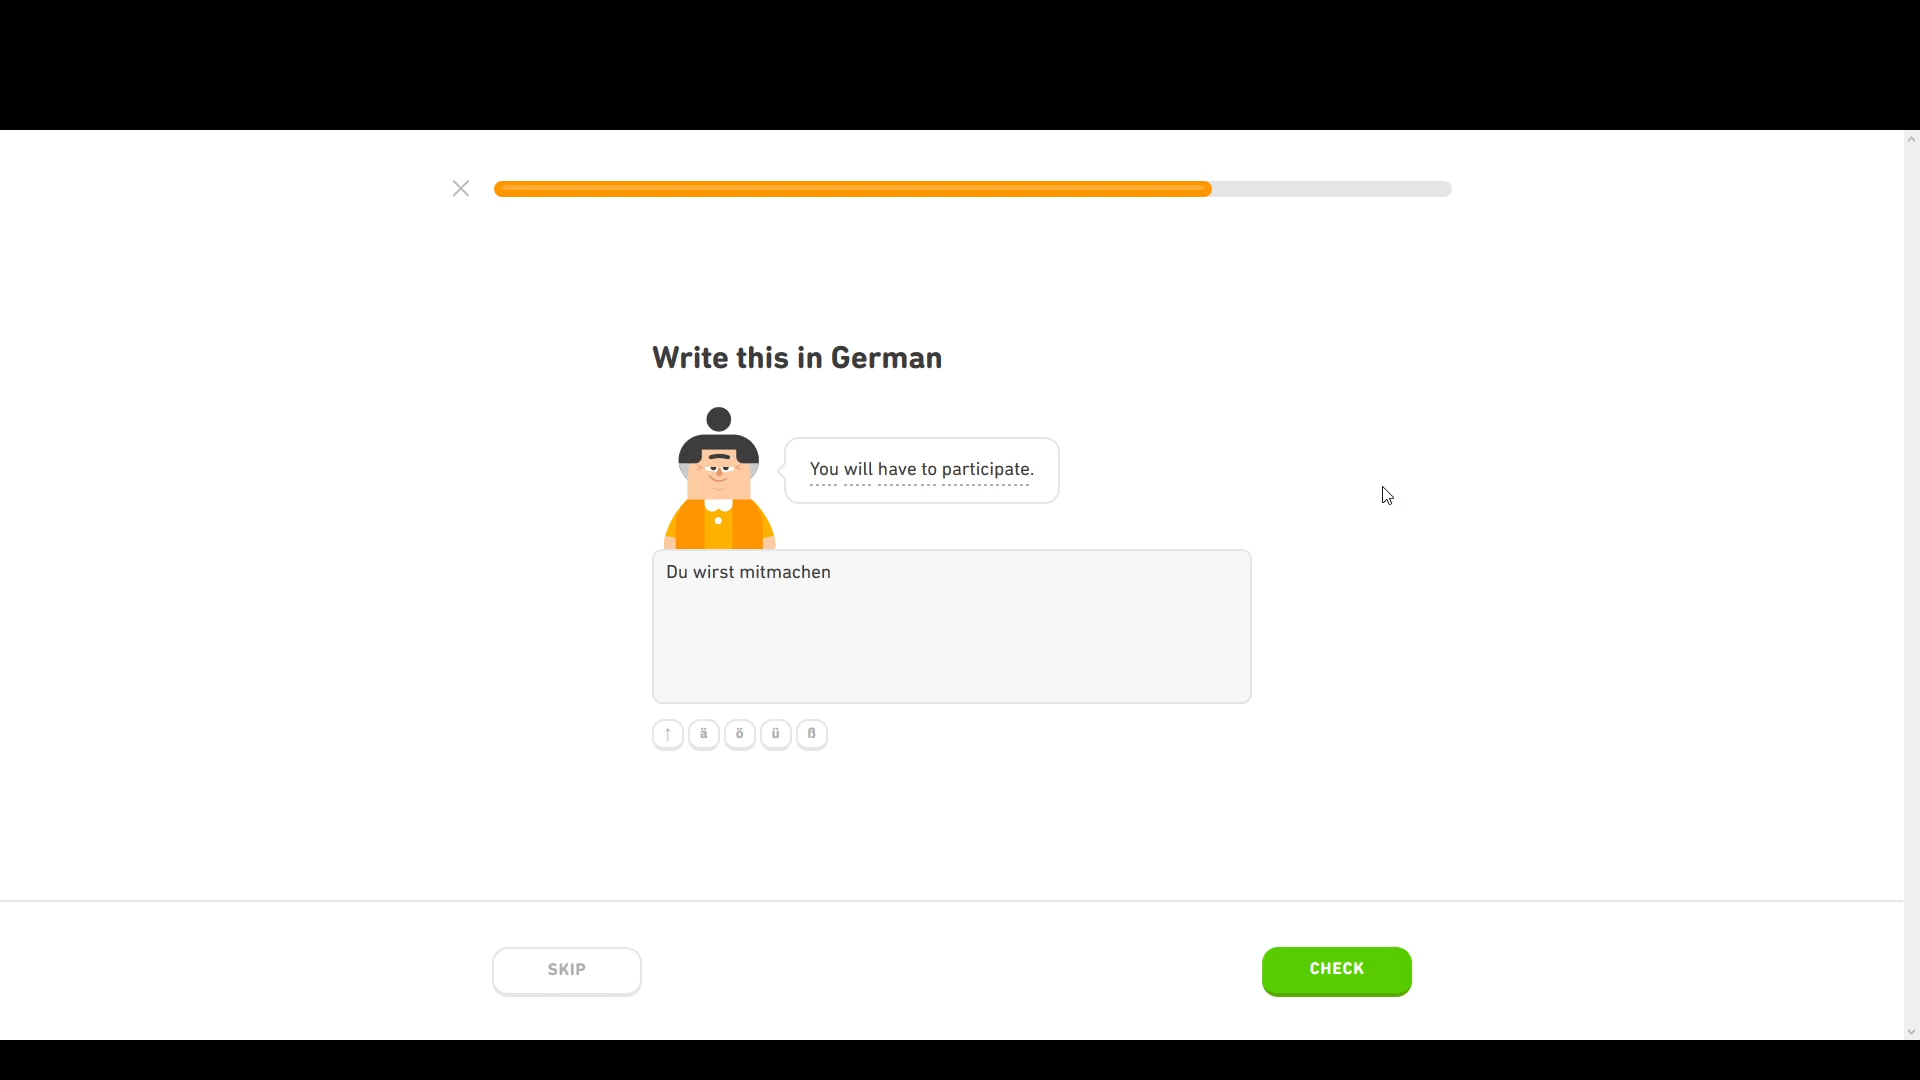 Write this in German
You will have to participate.
Du wirst mitmachen
↑ ä ö ü ß
SKIP
CHECK